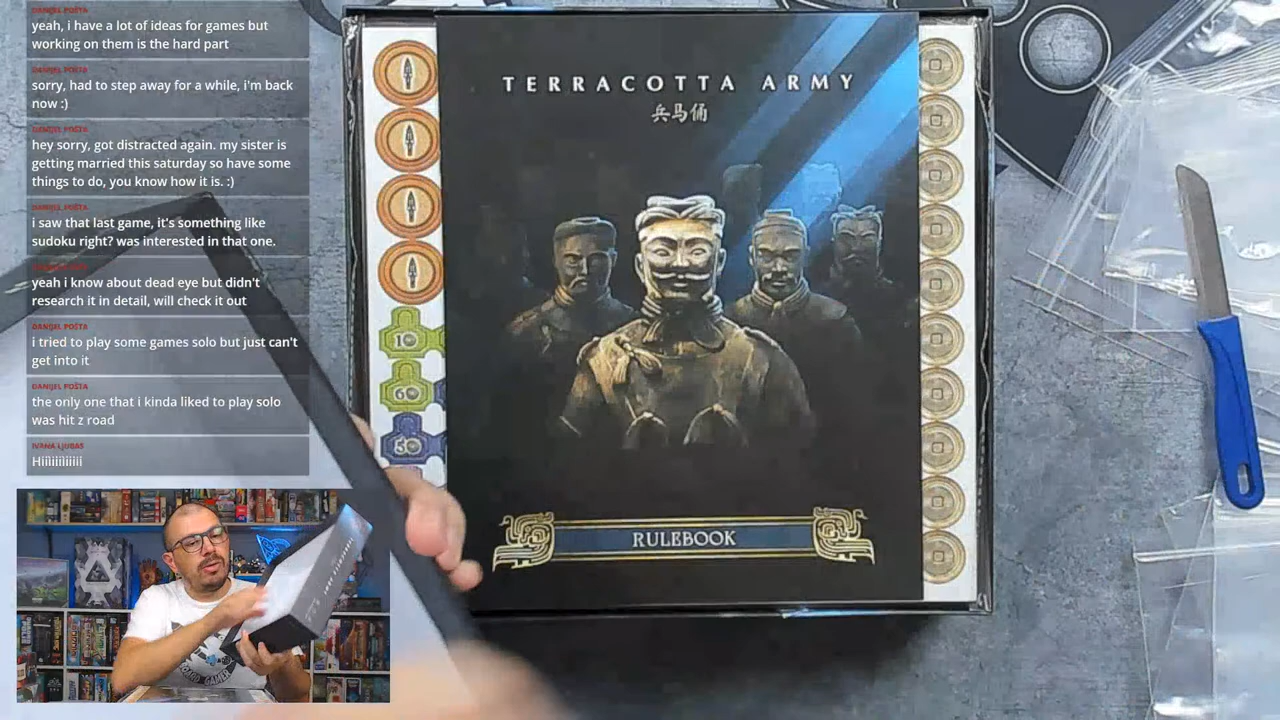 DANIJEL POŠTA
yeah, i have a lot of ideas for games but
working on them is the hard part
DANIJEL POŠTA
sorry, had to step away for a while, i'm back
now :)
DANIJEL POŠTA
hey sorry, got distracted again. my sister is
getting married this saturday so have some
things to do, you know how it is. :)
DANIJEL POŠTA
i saw that last game, it's something like
sudoku right? was interested in that one.
DANIJEL POŠTA
yeah i know about dead eye but didn't
research it in detail, will check it out
DANIJEL POŠTA
i tried to play some games solo but just can't
get into it
DANIJEL POŠTA
the only one that i kinda liked to play solo
was hit z road
IVANA LJUBAS
Hiiiiiiiiiiii
TERRACOTTA ARMY
兵马俑
10
60
50
RULEBOOK